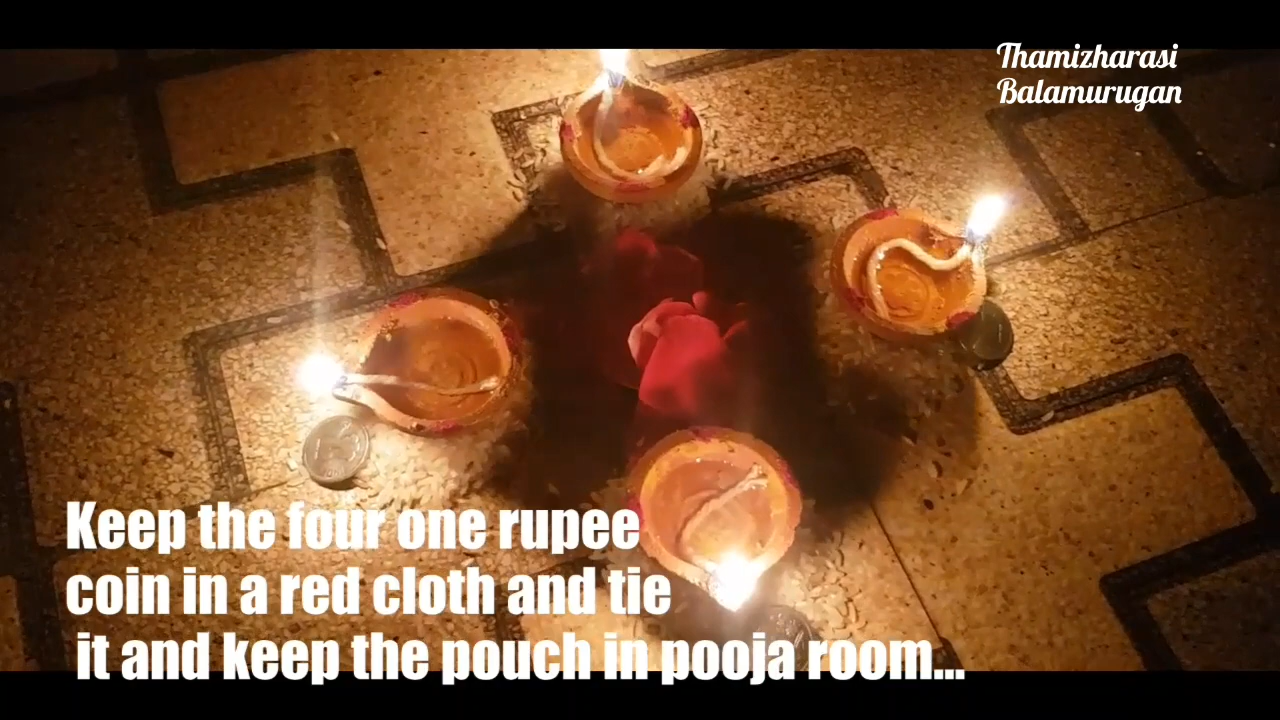 Thamizharasi
Balamurugan
Keep the four one rupee
coin in a red cloth and tie
it and keep the pouch in pooja room...